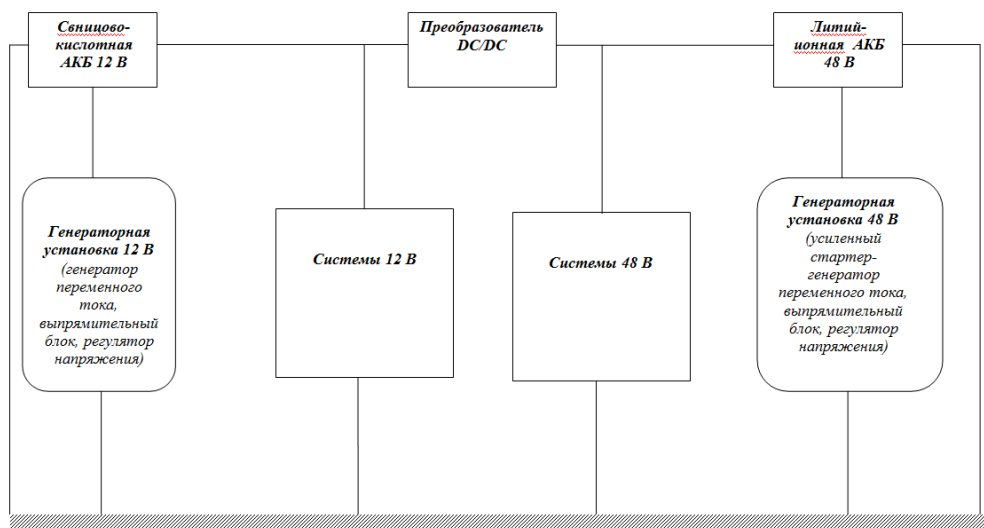 Свницово-
кислотная
АКБ 12 В
Преобразователь
DC/DC
Литий-
ионная АКБ
48 В
Генераторная
установка 12 В
(генератор
переменного
тока,
выпрямительный
блок, регулятор
напряжения)
Системы 12 В
Системы 48 В
Генераторная
установка 48 В
(усиленный
стартер-
генератор
переменного тока,
выпрямительный
блок, регулятор
напряжения)